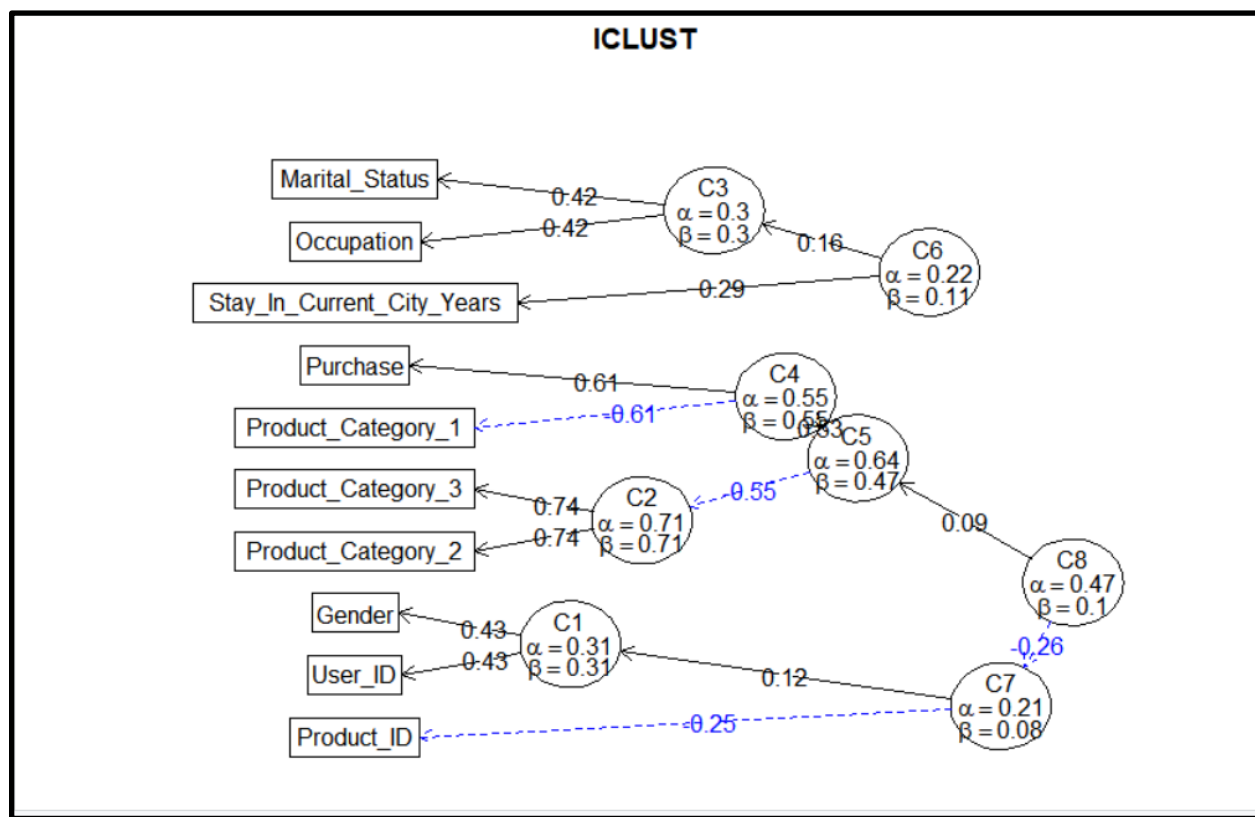 ICLUST
Marital_Status
Occupation
Stay_In_Current_City_Years
Purchase
Product_Category_1
Product_Category_3
Product_Category_2
Gender
User_ID
Product_ID
0.42
0.42
C3
α = 0.3
β = 0.3
0.16
0.29
C6
α = 0.22
β = 0.11
0.61
-0.61
C4
α = 0.55
β = 0.55
C5
α = 0.64
β = 0.47
-0.55
0.74
0.74
C2
α = 0.71
β = 0.71
0.09
C8
α = 0.47
β = 0.1
-0.26
0.43
0.43
C1
α = 0.31
β = 0.31
0.12
-0.25
C7
α = 0.21
β = 0.08